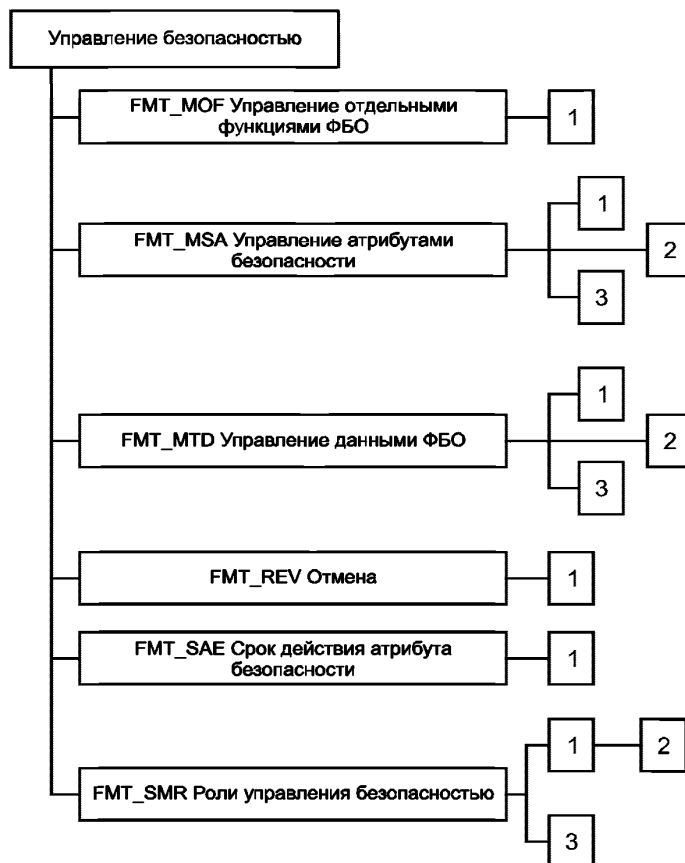 Управление безопасностью
FMT_MOF Управление отдельными
функциями ФБО
1
FMT_MSA Управление атрибутами
безопасности
1
2
3
FMT_MTD Управление данными ФБО
1
2
3
FMT_REV Отмена
1
FMT_SAE Срок действия атрибута
безопасности
1
FMT_SMR Роли управления безопасностью
1
2
3